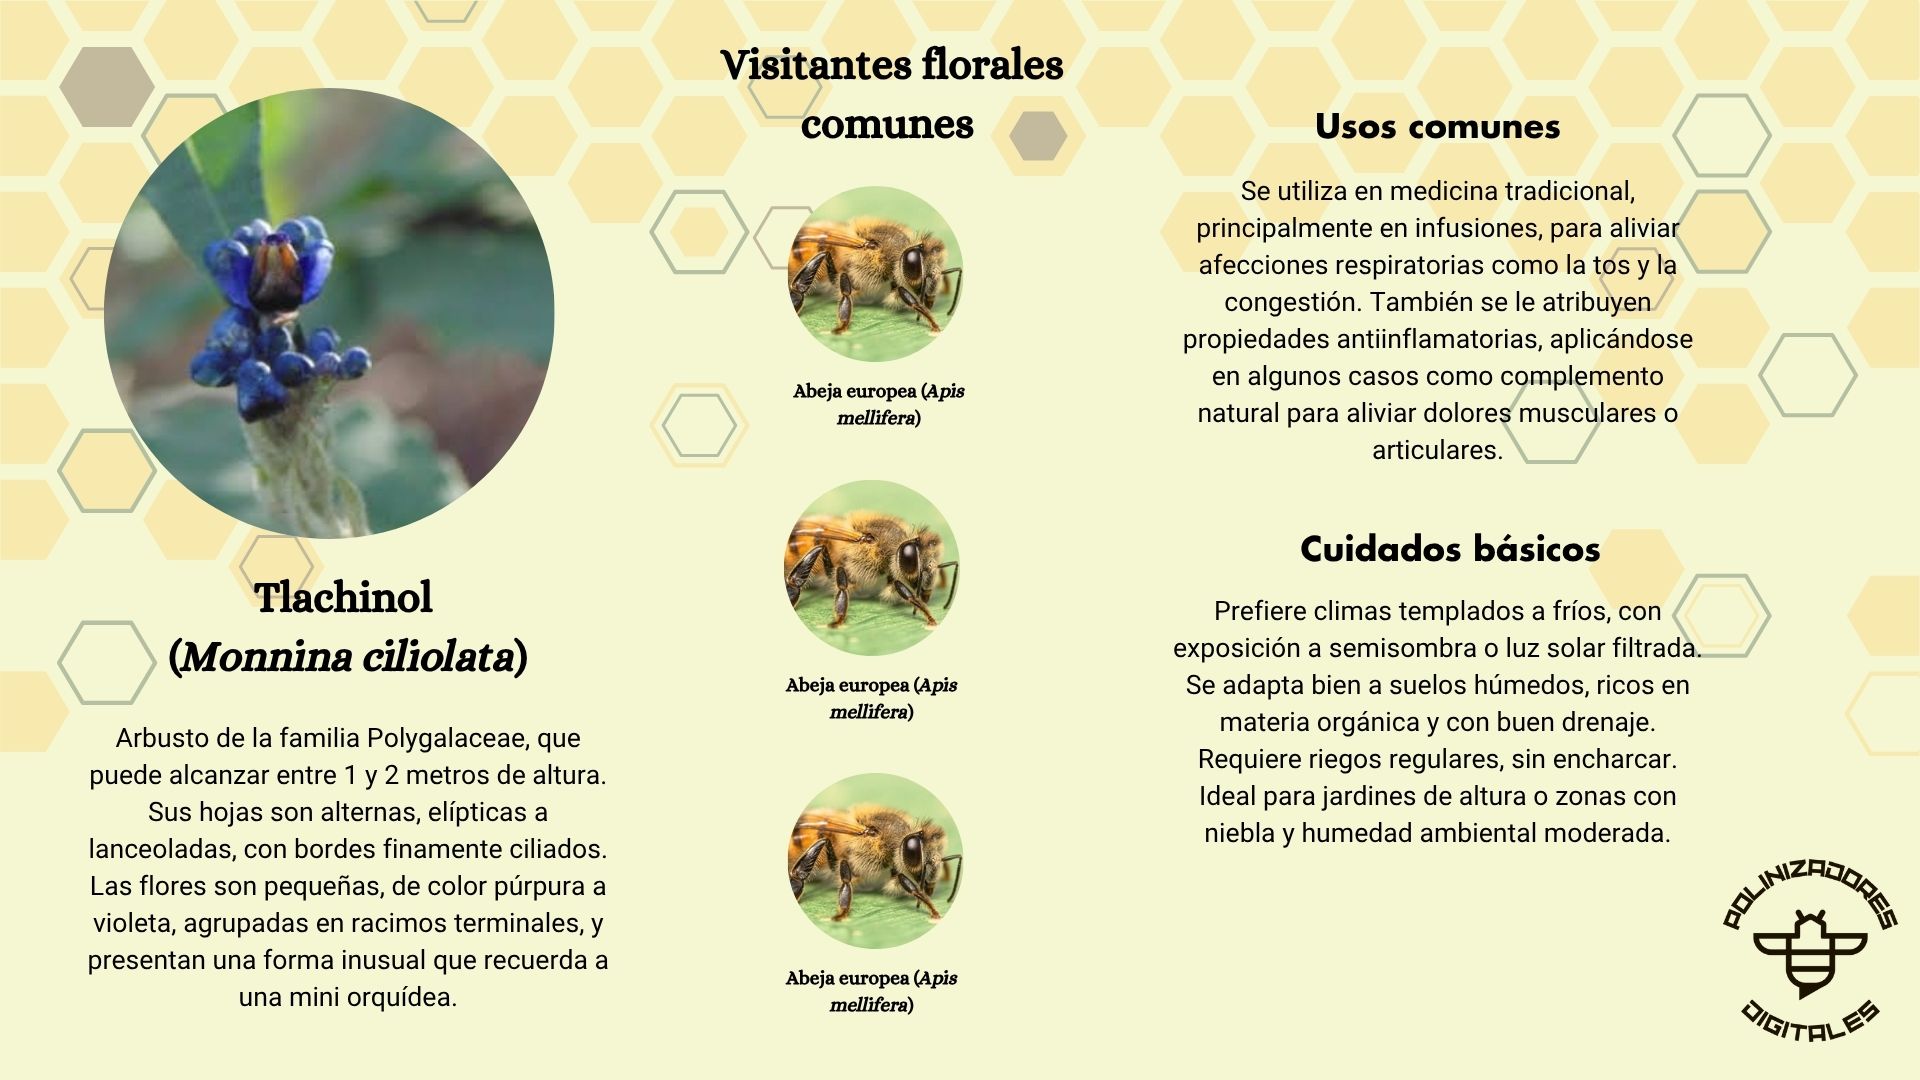 Visitantes florales
comunes
Tlachinol
(Monnina ciliolata)
Arbusto de la familia Polygalaceae, que
puede alcanzar entre 1 y 2 metros de altura.
Sus hojas son alternas, elípticas a
lanceoladas, con bordes finamente ciliados.
Las flores son pequeñas, de color púrpura a
violeta, agrupadas en racimos terminales, y
presentan una forma inusual que recuerda a
una mini orquídea.
Abeja europea (Apis
mellifera)
Abeja europea (Apis
mellifera)
Abeja europea (Apis
mellifera)
Usos comunes
Se utiliza en medicina tradicional,
principalmente en infusiones, para aliviar
afecciones respiratorias como la tos y la
congestión. También se le atribuyen
propiedades antiinflamatorias, aplicándose
en algunos casos como complemento
natural para aliviar dolores musculares o
articulares.
Cuidados básicos
Prefiere climas templados a fríos, con
exposición a semisombra o luz solar filtrada.
Se adapta bien a suelos húmedos, ricos en
materia orgánica y con buen drenaje.
Requiere riegos regulares, sin encharcar.
Ideal para jardines de altura o zonas con
niebla y humedad ambiental moderada.
POLINIZADORES
DIGITALES